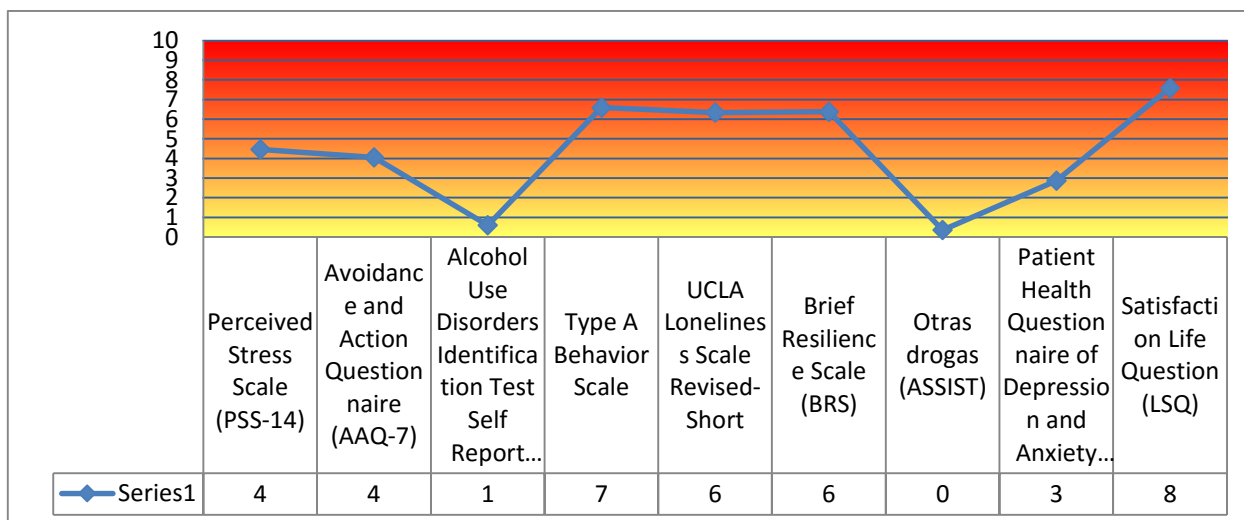 10
9
8
7
6
5
4
3
2
1
0
Perceived
Stress
Scale
(PSS-14)
Avoidanc
e and
Action
Question
naire
(AAQ-7)
Alcohol
Use
Disorders
Identifica
tion Test
Self
Report…
Type A
Behavior
Scale
UCLA
Lonelines
s Scale
Revised-
Short
Brief
Resilienc
e Scale
(BRS)
Otras
drogas
(ASSIST)
Patient
Health
Question
naire of
Depressio
n and
Anxiety…
Satisfacti
on Life
Question
(LSQ)
Series1 4 4 1 7 6 6 0 3 8